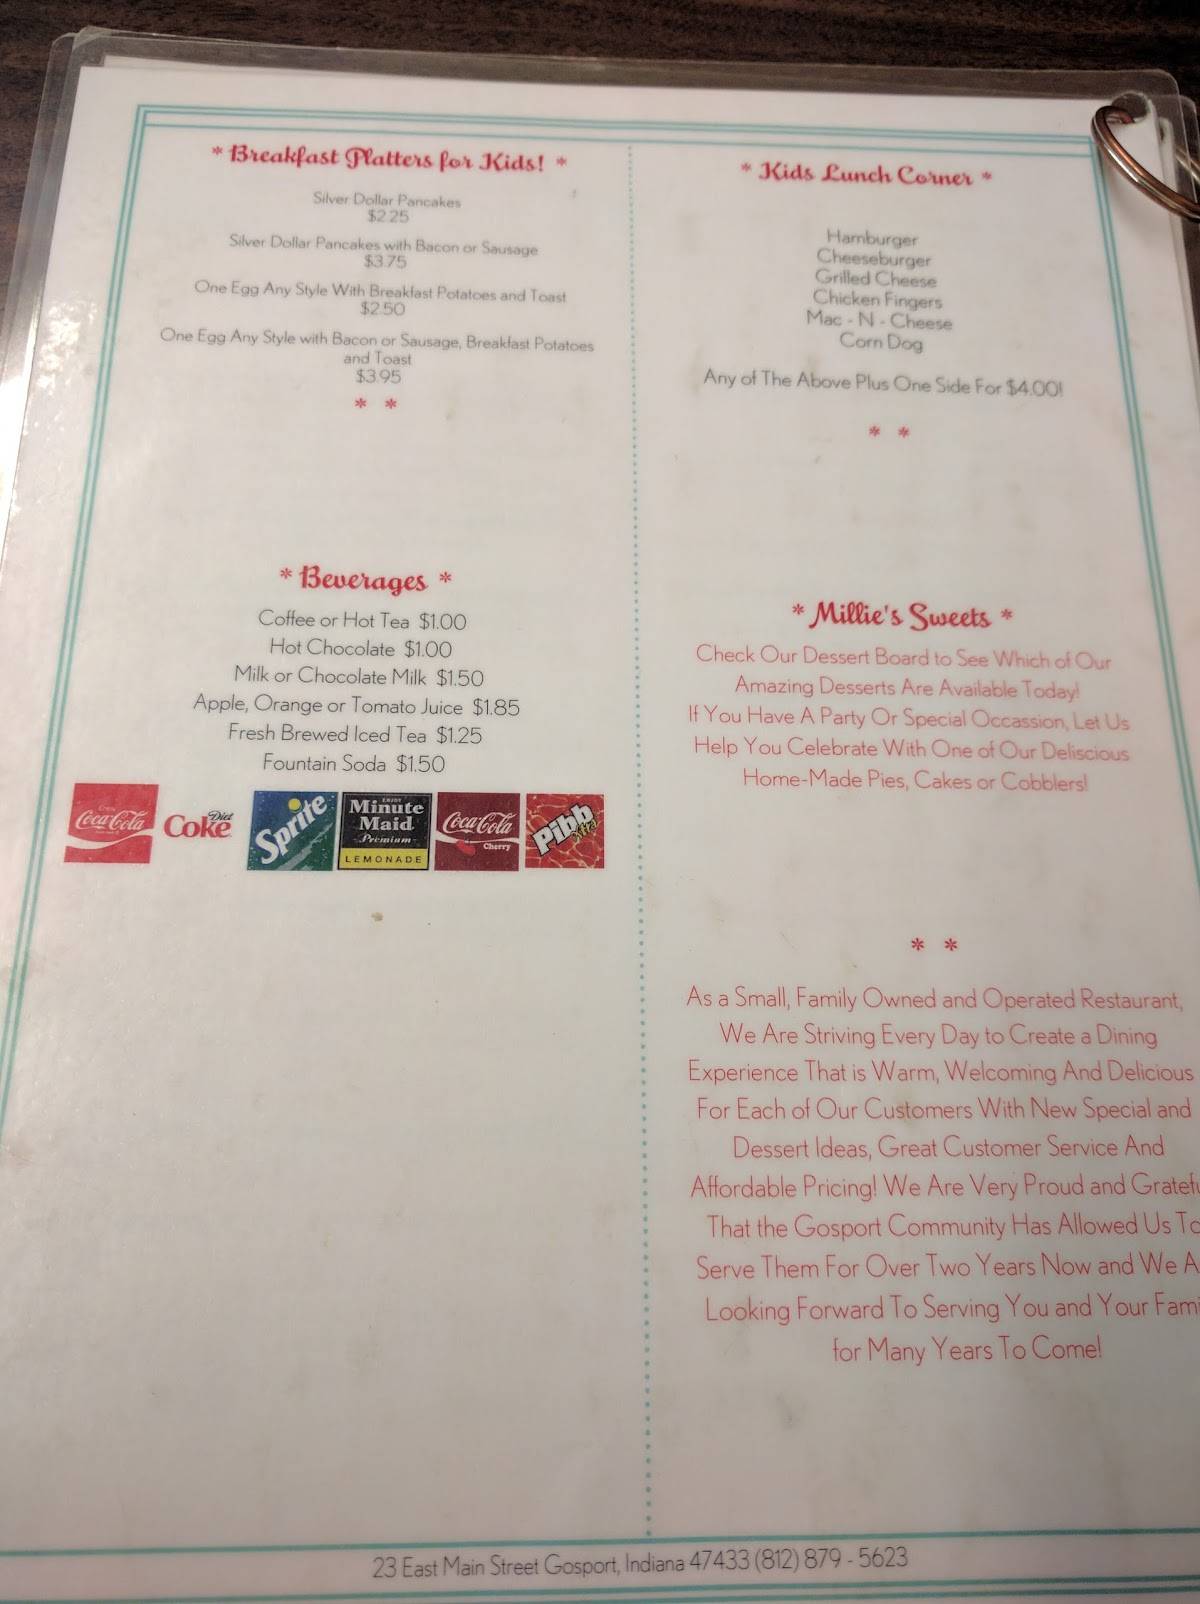 * Breakfast Platters for Kids! *
Silver Dollar Pancakes
$2.25
Silver Dollar Pancakes with Bacon or Sausage
$3.75
One Egg Any Style With Breakfast Potatoes and Toast
$2.50
One Egg Any Style with Bacon or Sausage, Breakfast Potatoes
and Toast
$3.95
* *
* Beverages *
Coffee or Hot Tea $1.00
Hot Chocolate $1.00
Milk or Chocolate Milk $1.50
Apple, Orange or Tomato Juice $1.85
Fresh Brewed Iced Tea $1.25
Fountain Soda $1.50
Enjoy
Coca-Cola
Diet
Coke
Sprite
ENJOY
Minute
Maid
Premium
LEMONADE
Coca-Cola
Cherry
Pibb
Xtra
* Kids Lunch Corner *
Hamburger
Cheeseburger
Grilled Cheese
Chicken Fingers
Mac - N - Cheese
Corn Dog
Any of The Above Plus One Side For $4.00!
* *
* Millie's Sweets *
Check Our Dessert Board to See Which of Our
Amazing Desserts Are Available Today!
If You Have A Party Or Special Occassion, Let Us
Help You Celebrate With One of Our Deliscious
Home-Made Pies, Cakes or Cobblers!
* *
As a Small, Family Owned and Operated Restaurant,
We Are Striving Every Day to Create a Dining
Experience That is Warm, Welcoming And Delicious
For Each of Our Customers With New Special and
Dessert Ideas, Great Customer Service And
Affordable Pricing! We Are Very Proud and Gratefu
That the Gosport Community Has Allowed Us To
Serve Them For Over Two Years Now and We A
Looking Forward To Serving You and Your Fami
for Many Years To Come!
23 East Main Street Gosport, Indiana 47433 (812) 879 - 5623